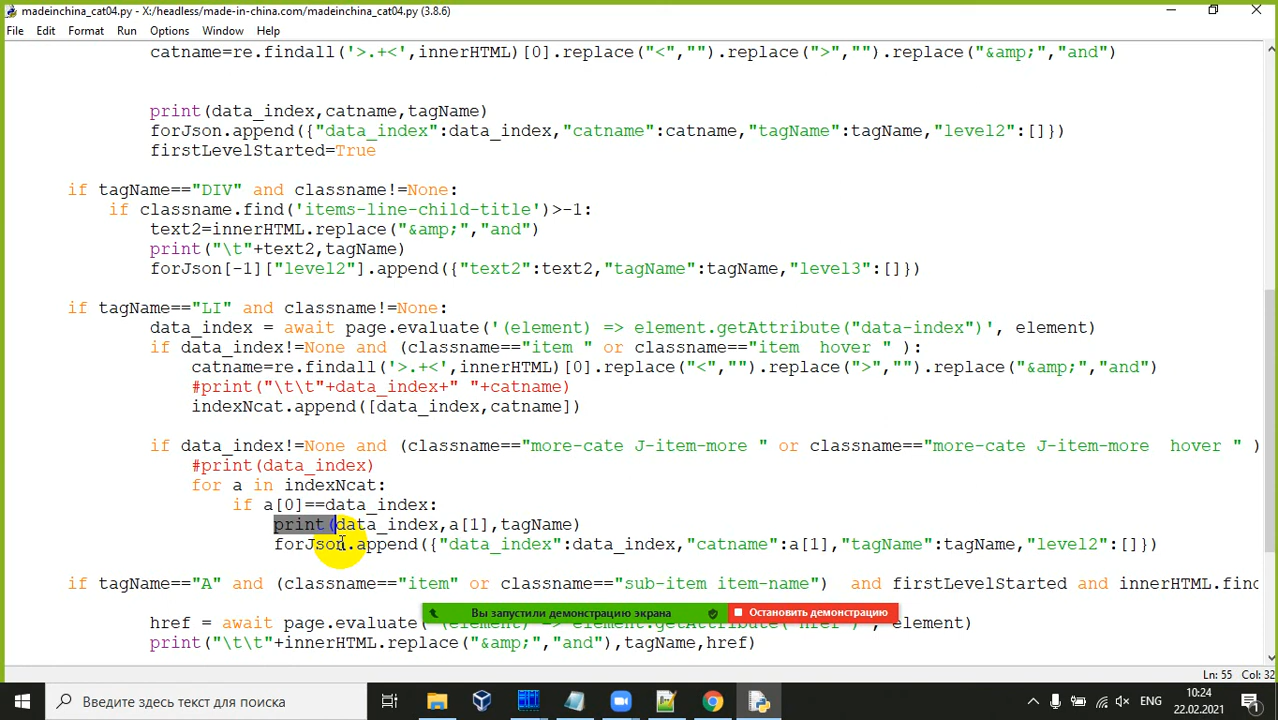 madeinchina_cat04.py - X:/headless/made-in-china.com/madeinchina_cat04.py (3.8.6)
File Edit Format Run Options Window Help
catname=re.findall('>.+<',innerHTML)[0].replace("<","").replace(">","").replace("&amp;","and")
print(data_index,catname,tagName)
forJson.append({"data_index":data_index,"catname":catname,"tagName":tagName,"level2":[]})
firstLevelStarted=True
if tagName=="DIV" and classname!=None:
if classname.find('items-line-child-title')>-1:
text2=innerHTML.replace("&amp;","and")
print("\t"+text2,tagName)
forJson[-1]["level2"].append({"text2":text2,"tagName":tagName,"level3":[]})
if tagName=="LI" and classname!=None:
data_index = await page.evaluate('(element) => element.getAttribute("data-index")', element)
if data_index!=None and (classname=="item " or classname=="item  hover " ):
catname=re.findall('>.+<',innerHTML)[0].replace("<","").replace(">","").replace("&amp;","and")
#print("\t\t"+data_index+" "+catname)
indexNcat.append([data_index,catname])
if data_index!=None and (classname=="more-cate J-item-more " or classname=="more-cate J-item-more  hover " )
#print(data_index)
for a in indexNcat:
if a[0]==data_index:
print(data_index,a[1],tagName)
forJson.append({"data_index":data_index,"catname":a[1],"tagName":tagName,"level2":[]})
if tagName=="A" and (classname=="item" or classname=="sub-item item-name")  and firstLevelStarted and innerHTML.find
Вы запустили демонстрацию экрана Остановить демонстрацию
href = await page.evaluate('(element) => element.getAttribute("href")', element)
print("\t\t"+innerHTML.replace("&amp;","and"),tagName,href)
Ln: 55 Col: 32
Введите здесь текст для поиска
ENG
10:24
22.02.2021
1